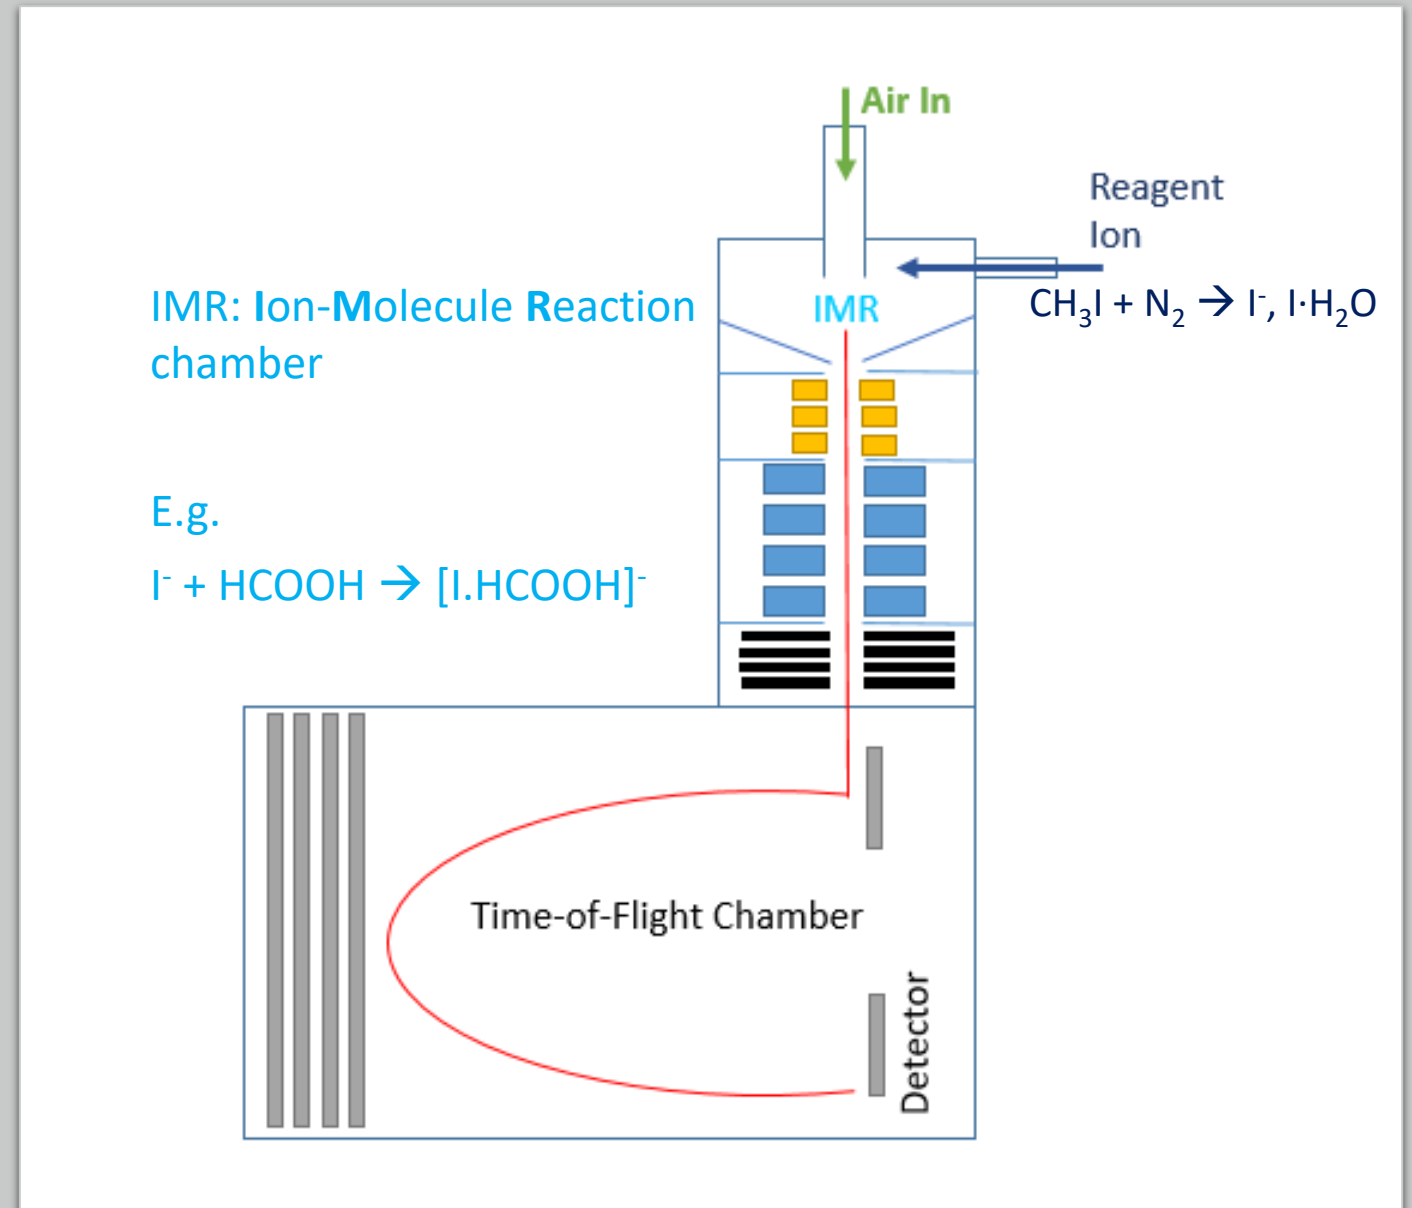 Air In
Reagent
Ion
IMR: Ion-Molecule Reaction
chamber
IMR
CH₃I + N₂ → I⁻, I·H₂O
E.g.
I⁻ + HCOOH → [I.HCOOH]⁻
Time-of-Flight Chamber
Detector